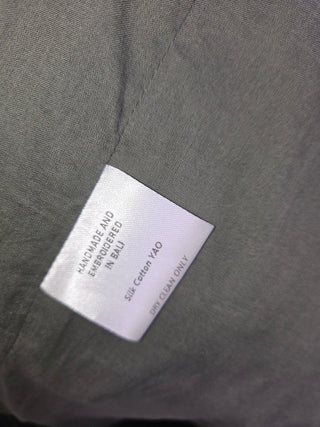 HANDMADE AND
EMBROIDERED
IN BALI
Silk Cotton YAO
DRY CLEAN ONLY